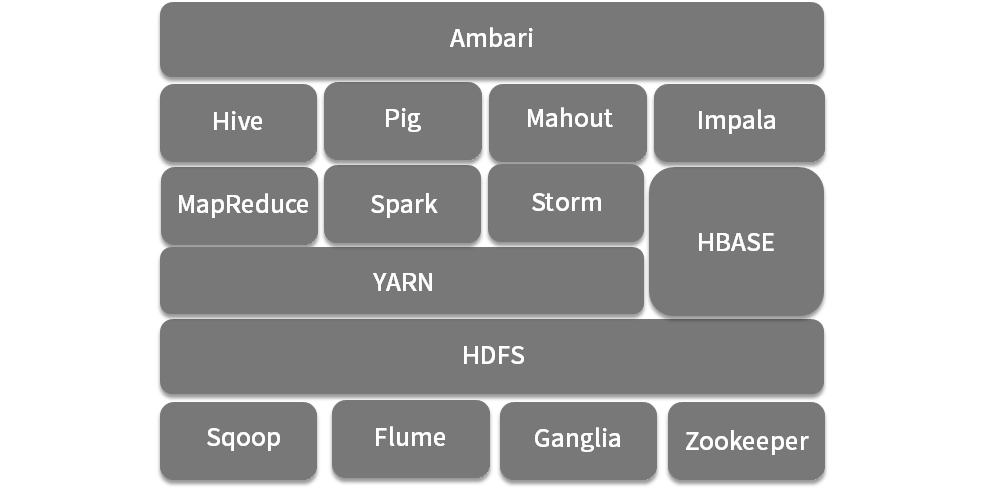 Ambari
Hive
Pig
Mahout
Impala
MapReduce
Spark
Storm
HBASE
YARN
HDFS
Sqoop
Flume
Ganglia
Zookeeper